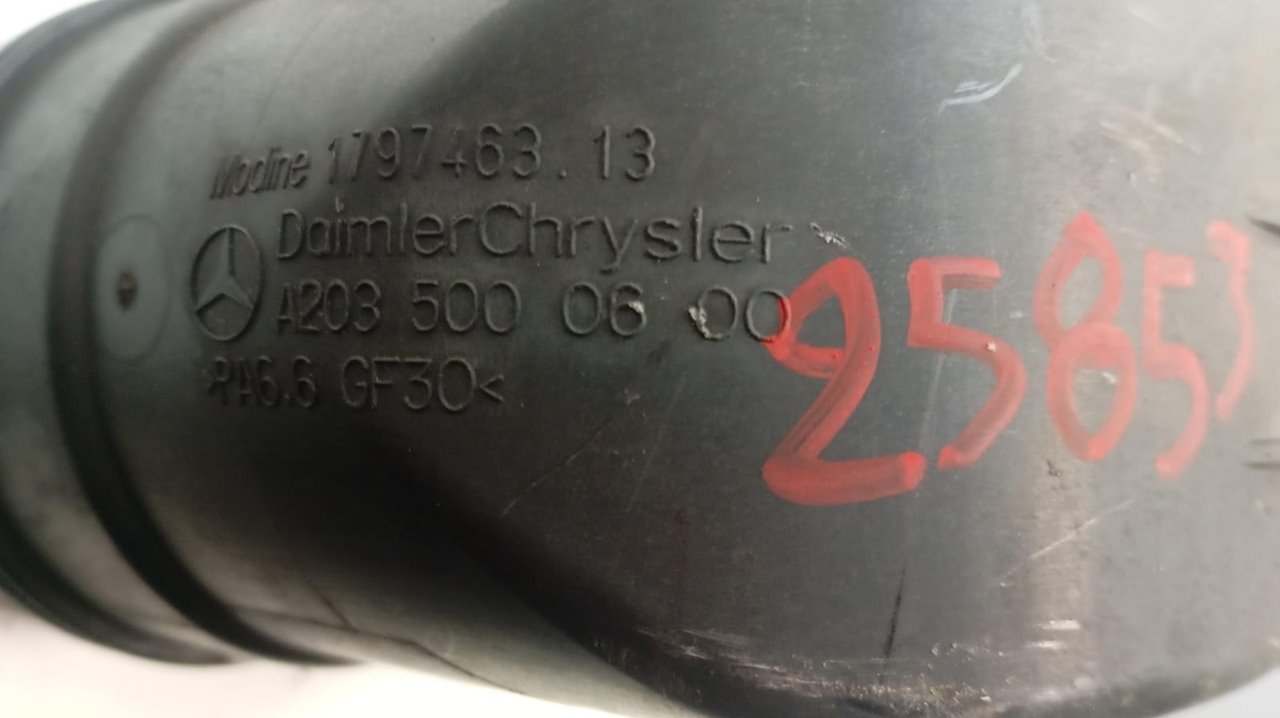 Modine 1797463.13
DaimlerChrysler
A203 500 06 00
>PA6.6 GF30<
25853